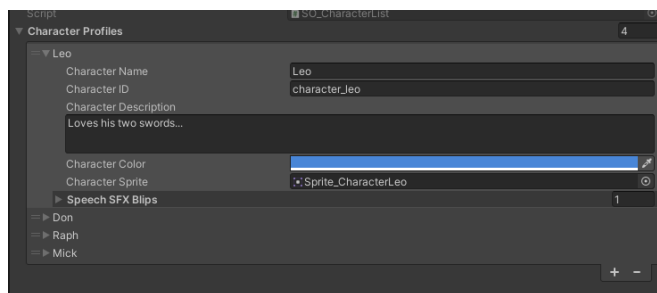 Script SO_CharacterList
Character Profiles 4
Leo
Character Name Leo
Character ID character_leo
Character Description
Loves his two swords...
Character Color
Character Sprite Sprite_CharacterLeo
Speech SFX Blips 1
Don
Raph
Mick
+ -